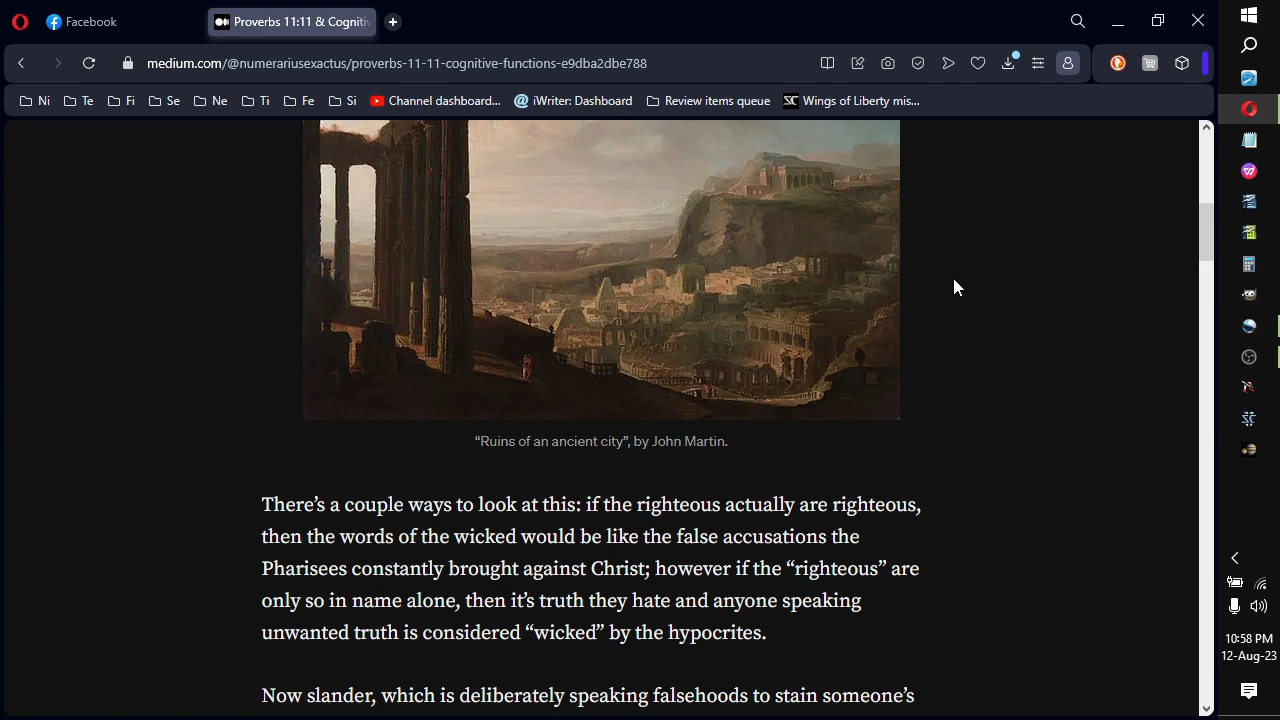 Facebook
Proverbs 11:11 & Cogniti
medium.com/@numerariusexactus/proverbs-11-11-cognitive-functions-e9dba2dbe788
Ni Te Fi Se Ne Ti Fe Si Channel dashboard... iWriter: Dashboard Review items queue Wings of Liberty mis...
“Ruins of an ancient city”, by John Martin.
There’s a couple ways to look at this: if the righteous actually are righteous,
then the words of the wicked would be like the false accusations the
Pharisees constantly brought against Christ; however if the “righteous” are
only so in name alone, then it’s truth they hate and anyone speaking
unwanted truth is considered “wicked” by the hypocrites.
Now slander, which is deliberately speaking falsehoods to stain someone’s
10:58 PM
12-Aug-23